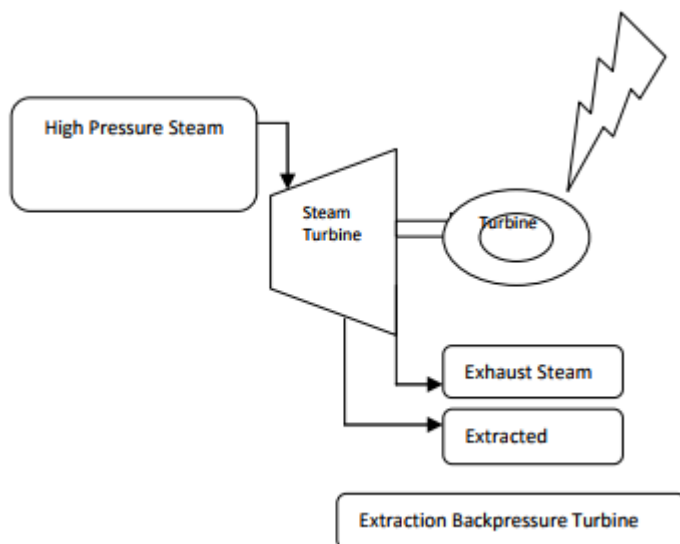 High Pressure Steam
Steam
Turbine
Turbine
Exhaust Steam
Extracted
Extraction Backpressure Turbine